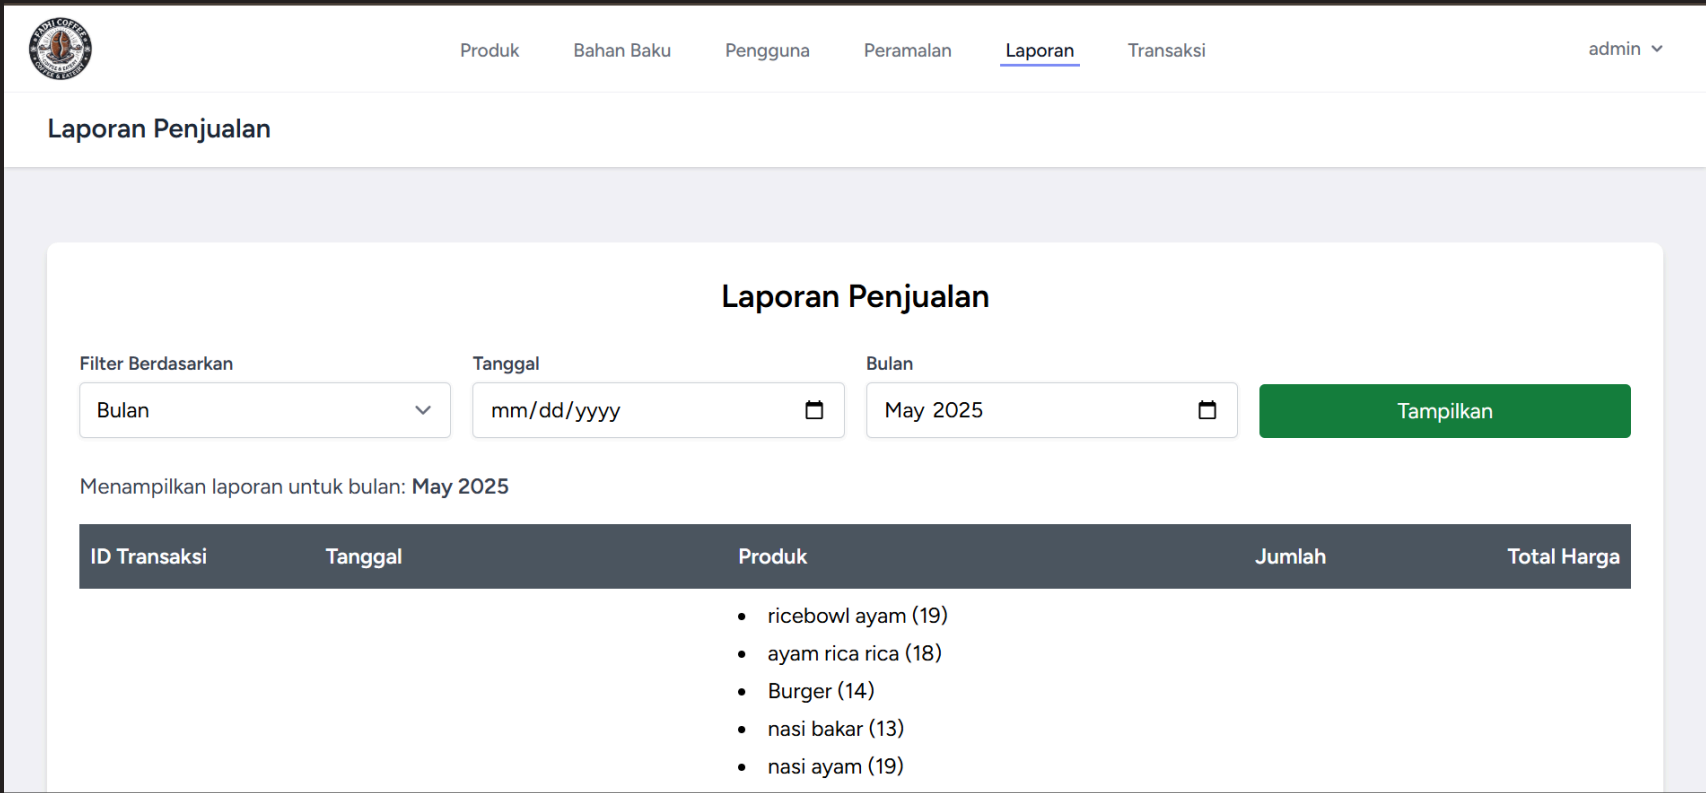 Produk Bahan Baku Pengguna Peramalan Laporan Transaksi admin
Laporan Penjualan
Laporan Penjualan
Filter Berdasarkan Tanggal Bulan
Bulan mm/dd/yyyy May 2025 Tampilkan
Menampilkan laporan untuk bulan: May 2025
ID Transaksi Tanggal Produk Jumlah Total Harga
• ricebowl ayam (19)
• ayam rica rica (18)
• Burger (14)
• nasi bakar (13)
• nasi ayam (19)